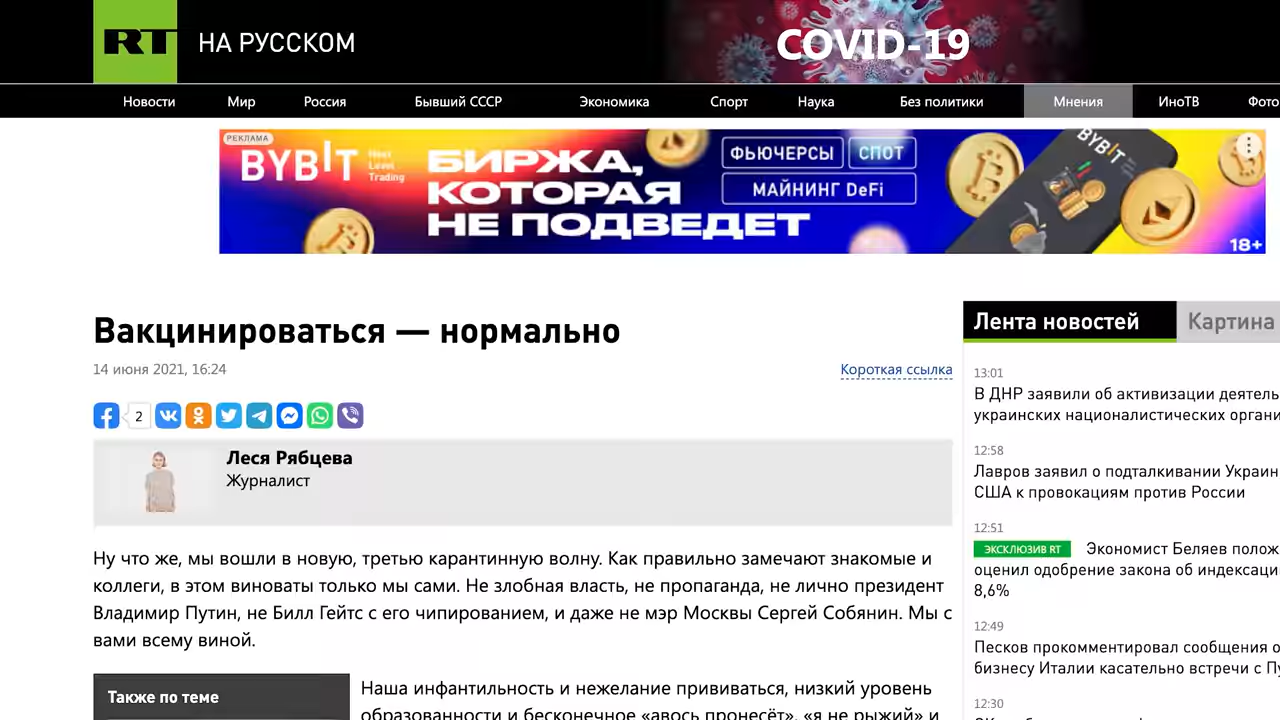 RT НА РУССКОМ
COVID-19
Новости Мир Россия Бывший СССР Экономика Спорт Наука Без политики Мнения ИноТВ Фото
РЕКЛАМА
BYBIT Next Level Trading
БИРЖА,
КОТОРАЯ
НЕ ПОДВЕДЕТ
ФЬЮЧЕРСЫ СПОТ
МАЙНИНГ DeFi
BYBIT
18+
Вакцинироваться — нормально
14 июня 2021, 16:24
Короткая ссылка
2
Леся Рябцева
Журналист
Ну что же, мы вошли в новую, третью карантинную волну. Как правильно замечают знакомые и
коллеги, в этом виноваты только мы сами. Не злобная власть, не пропаганда, не лично президент
Владимир Путин, не Билл Гейтс с его чипированием, и даже не мэр Москвы Сергей Собянин. Мы с
вами всему виной.
Также по теме
Наша инфантильность и нежелание прививаться, низкий уровень
образованности и бесконечное «авось пронесёт», «я не рыжий» и
Лента новостей Картина
13:01
В ДНР заявили об активизации деятель
украинских националистических органи
12:58
Лавров заявил о подталкивании Украин
США к провокациям против России
12:51
ЭКСКЛЮЗИВ RT Экономист Беляев полож
оценил одобрение закона об индексаци
8,6%
12:49
Песков прокомментировал сообщения о
бизнесу Италии касательно встречи с Пу
12:30